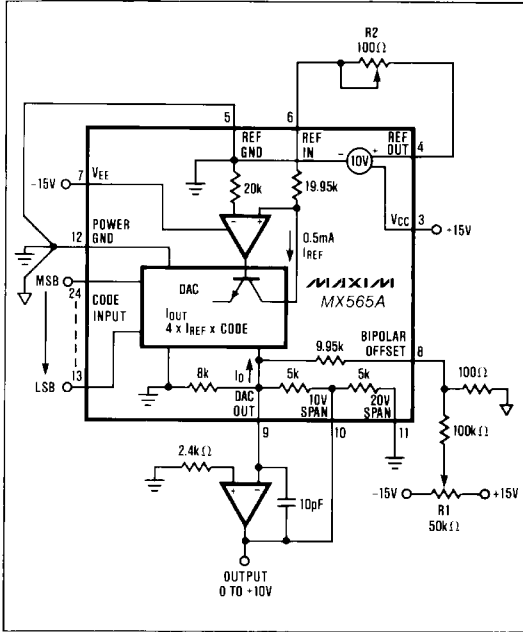 R2
100Ω
5
6
REF
GND
REF
IN
REF
OUT
4
10V
- +
7
VEE
-15V
20k
19.95k
VCC
3
+15V
12
POWER
GND
- +
0.5mA
IREF
MAXIM
MX565A
MSB
24
CODE
INPUT
DAC
IOUT
4 x IREF x CODE
BIPOLAR
OFFSET
8
9.95k
100Ω
LSB
13
8k
IO
DAC
OUT
5k
10V
SPAN
5k
20V
SPAN
9
10
11
100kΩ
2.4kΩ
+ -
10pF
-15V
+15V
R1
50kΩ
OUTPUT
0 TO +10V